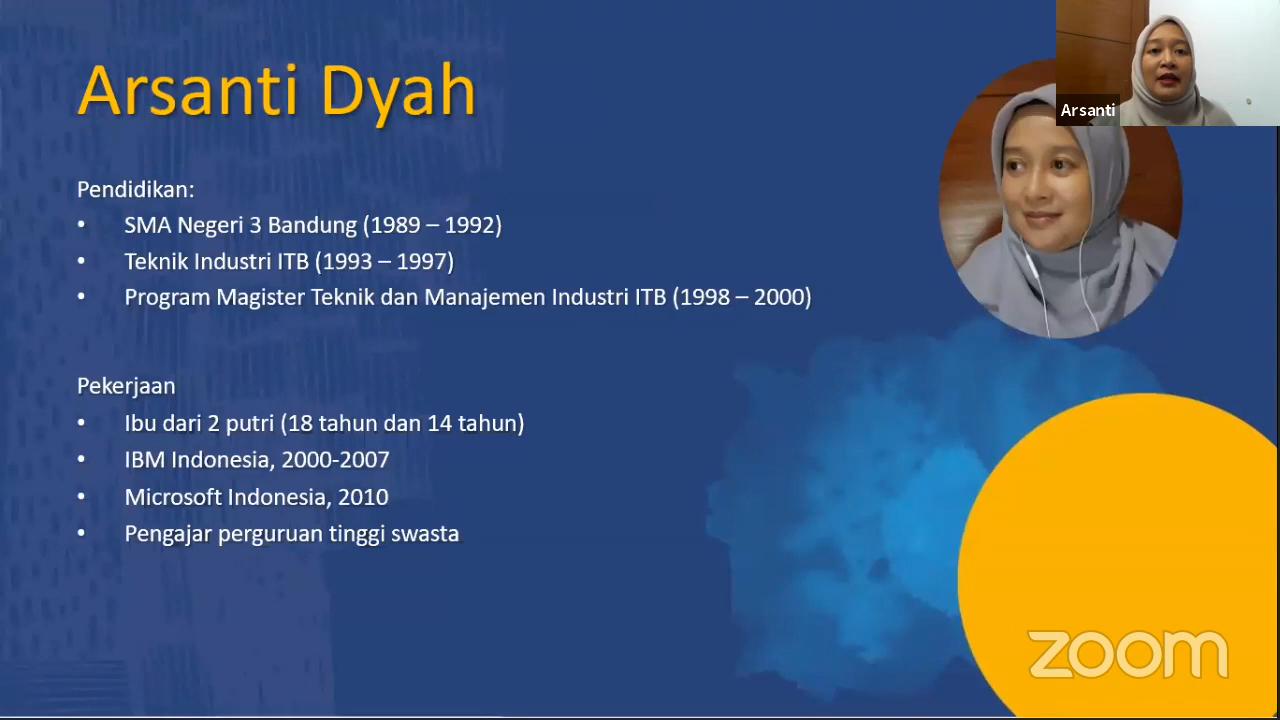 Arsanti Dyah
Arsanti
Pendidikan:
• SMA Negeri 3 Bandung (1989 – 1992)
• Teknik Industri ITB (1993 – 1997)
• Program Magister Teknik dan Manajemen Industri ITB (1998 – 2000)
Pekerjaan
• Ibu dari 2 putri (18 tahun dan 14 tahun)
• IBM Indonesia, 2000-2007
• Microsoft Indonesia, 2010
• Pengajar perguruan tinggi swasta
zoom